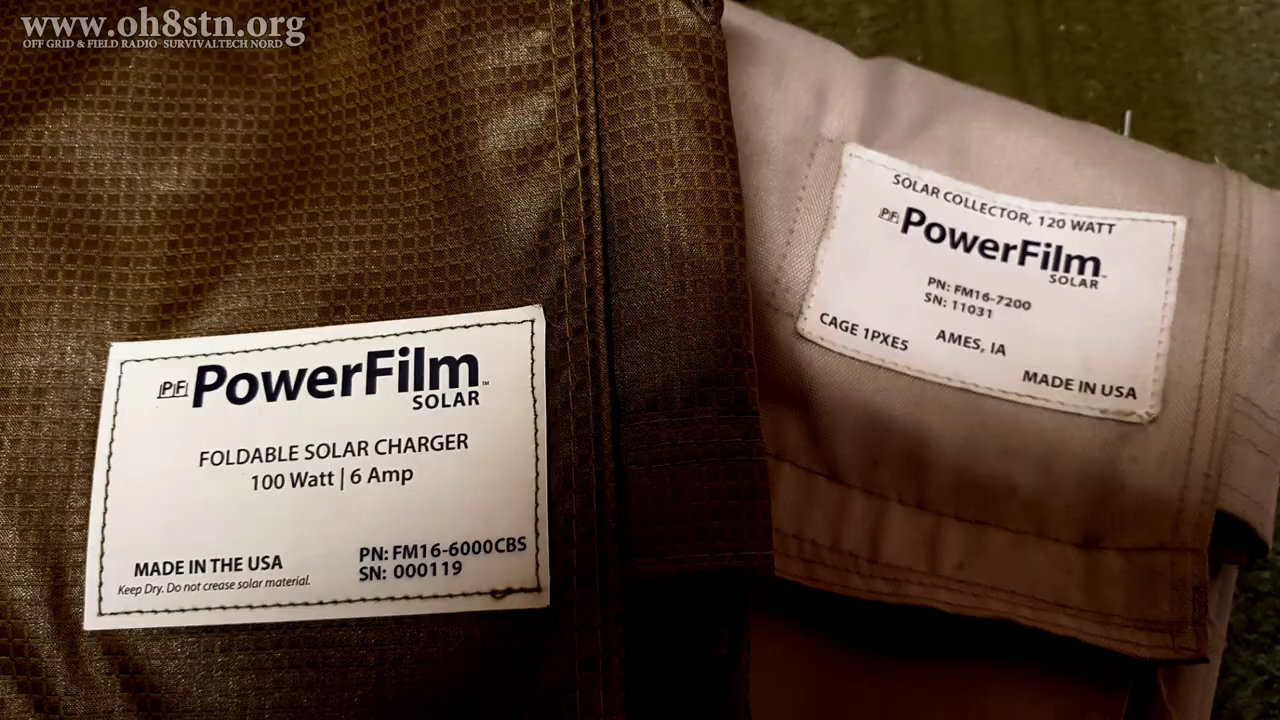 www.oh8stn.org
OFF GRID & FIELD RADIO SURVIVALTECH NORD
PF PowerFilm™
SOLAR
FOLDABLE SOLAR CHARGER
100 Watt | 6 Amp
MADE IN THE USA
Keep Dry. Do not crease solar material.
PN: FM16-6000CBS
SN: 000119
SOLAR COLLECTOR, 120 WATT
PF PowerFilm™
SOLAR
PN: FM16-7200
SN: 11031
CAGE 1PXE5
AMES, IA
MADE IN USA